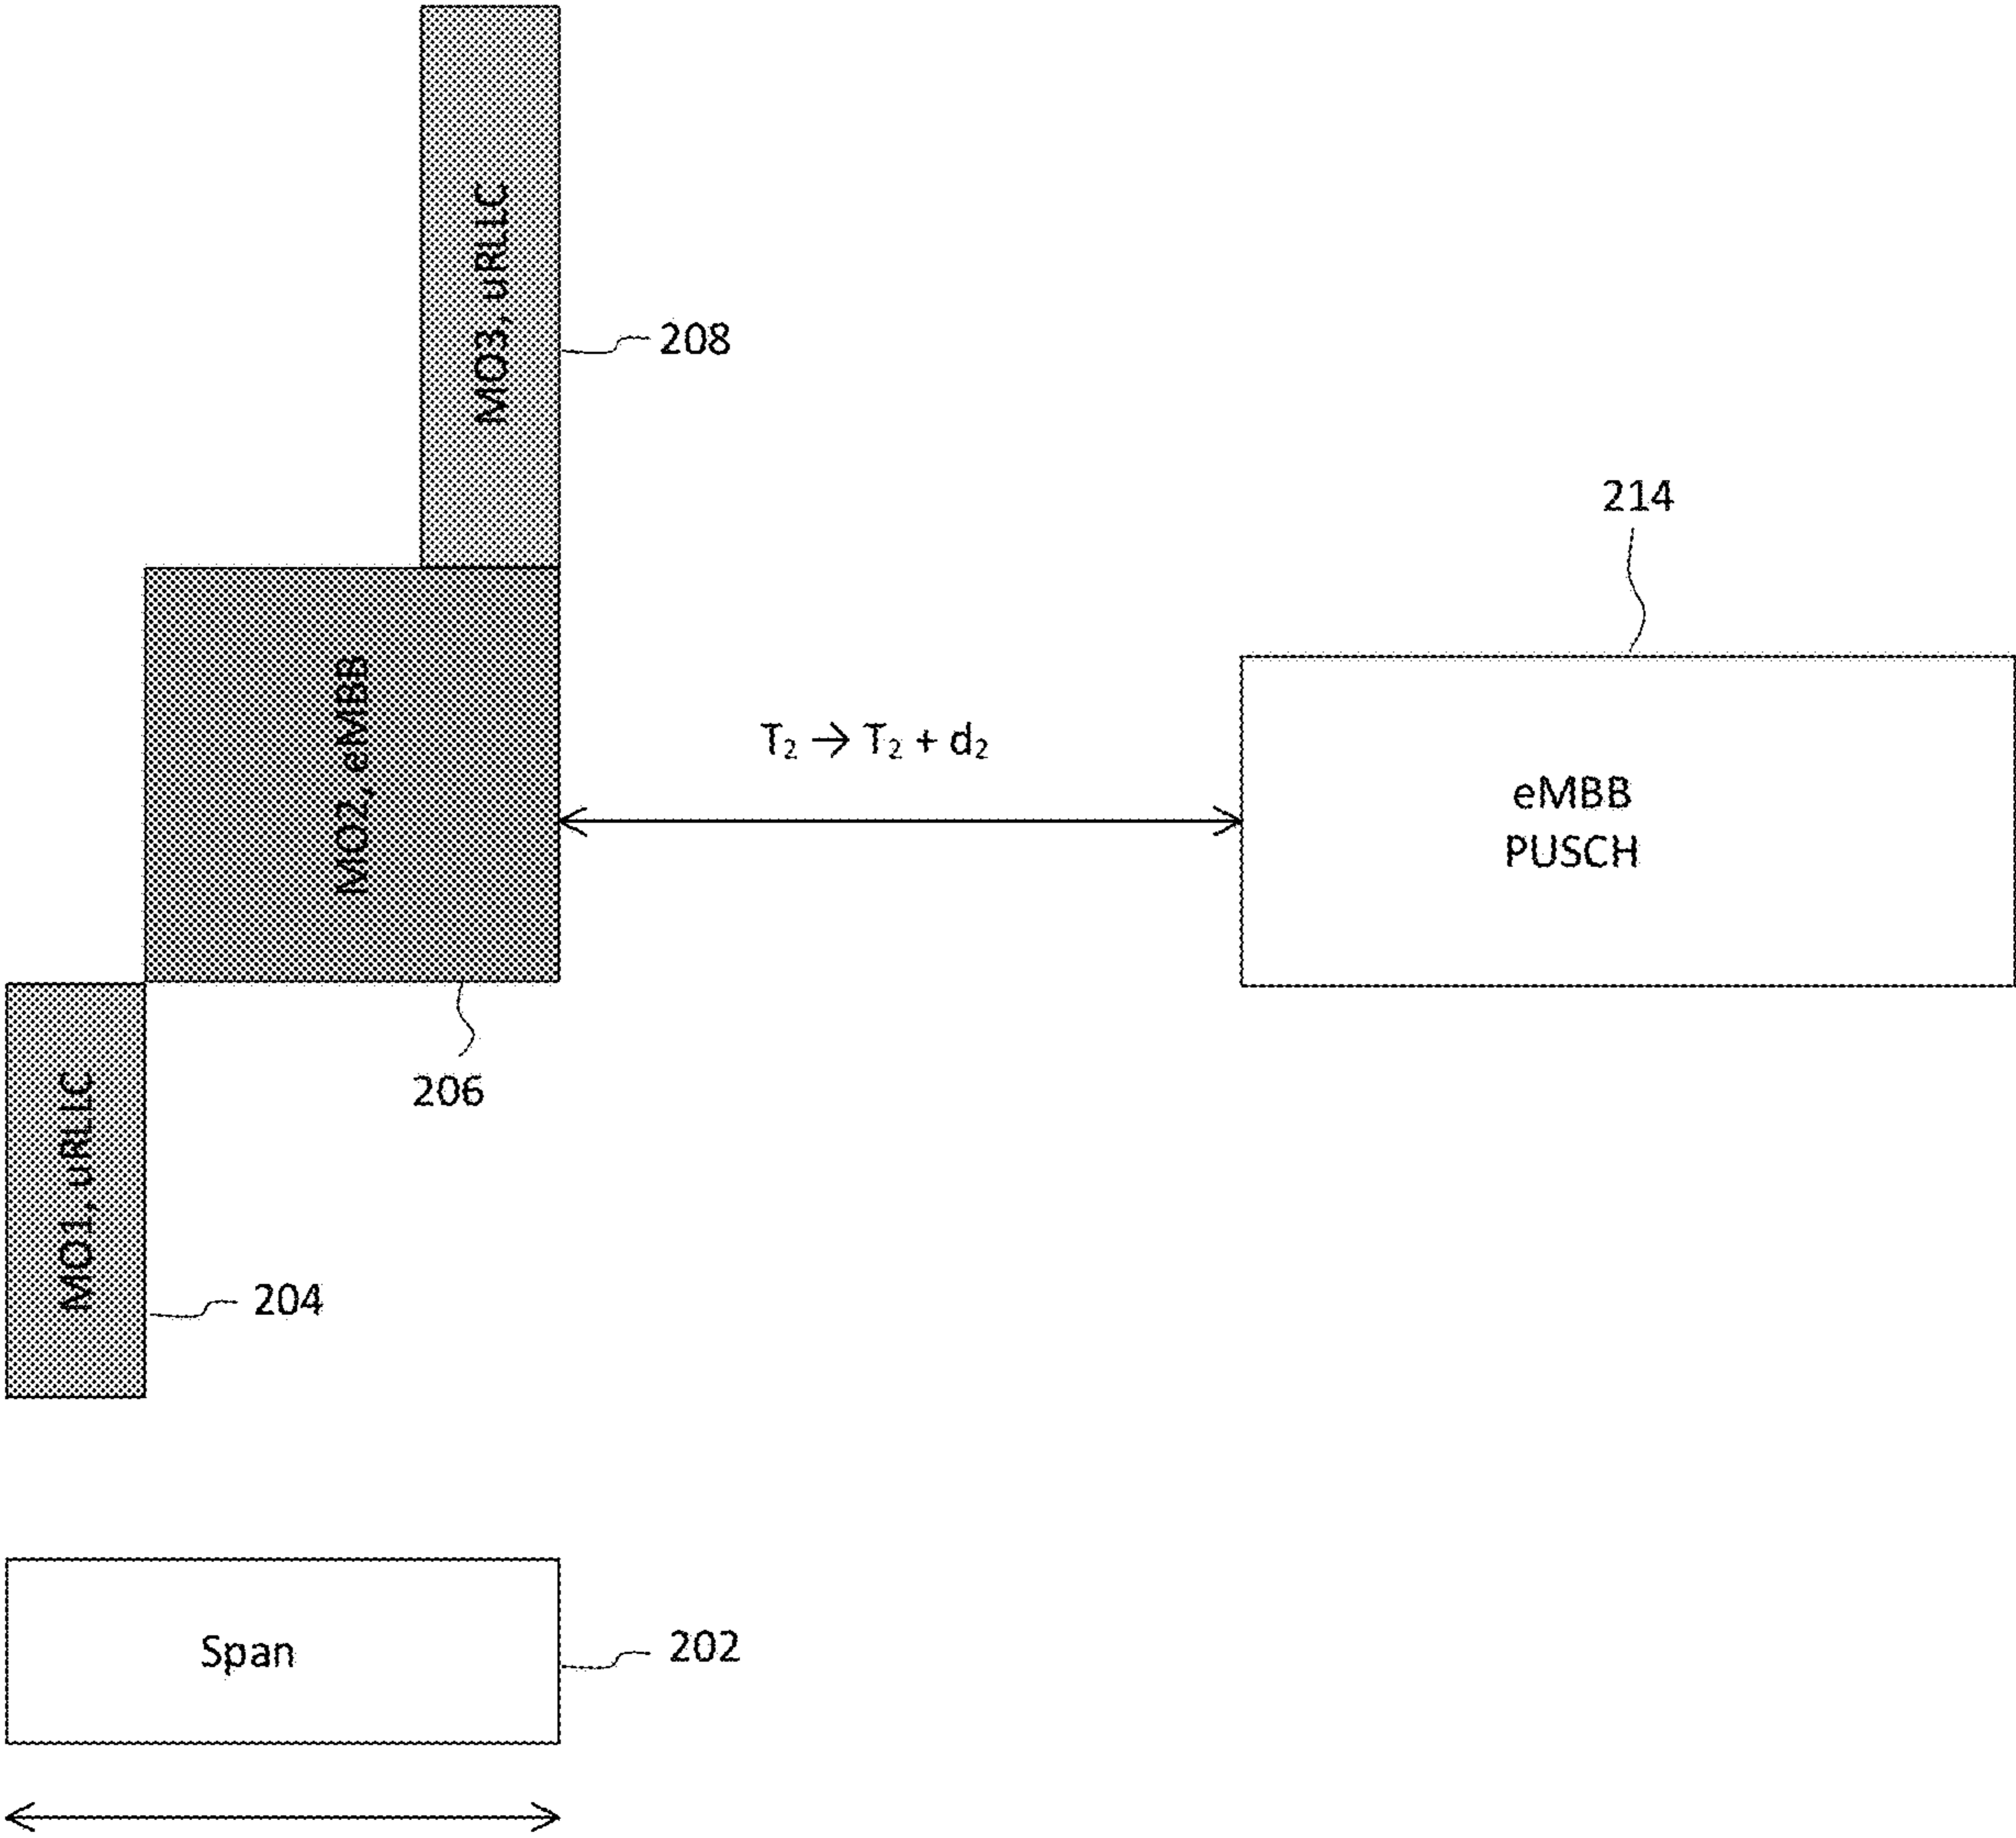 MO3, uRLLC
208
214
MO2, eMBB
T₂ → T₂ + d₂
eMBB
PUSCH
206
MO1, uRLLC
204
Span
202